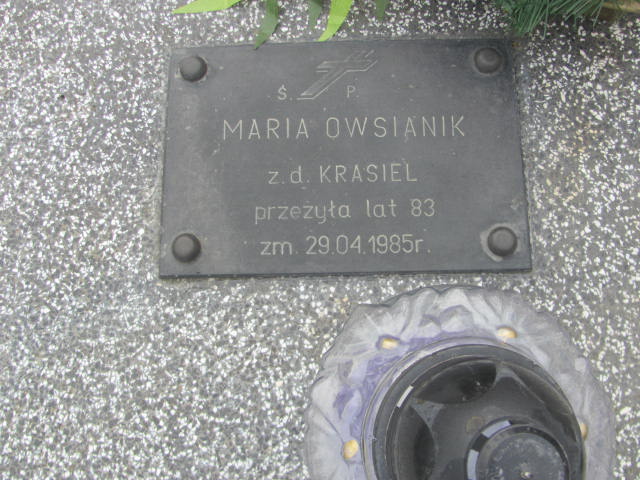 Ś. P
MARIA OWSIANIK
z.d. KRASIEL
przeżyła lat 83
zm. 29.04.1985r.